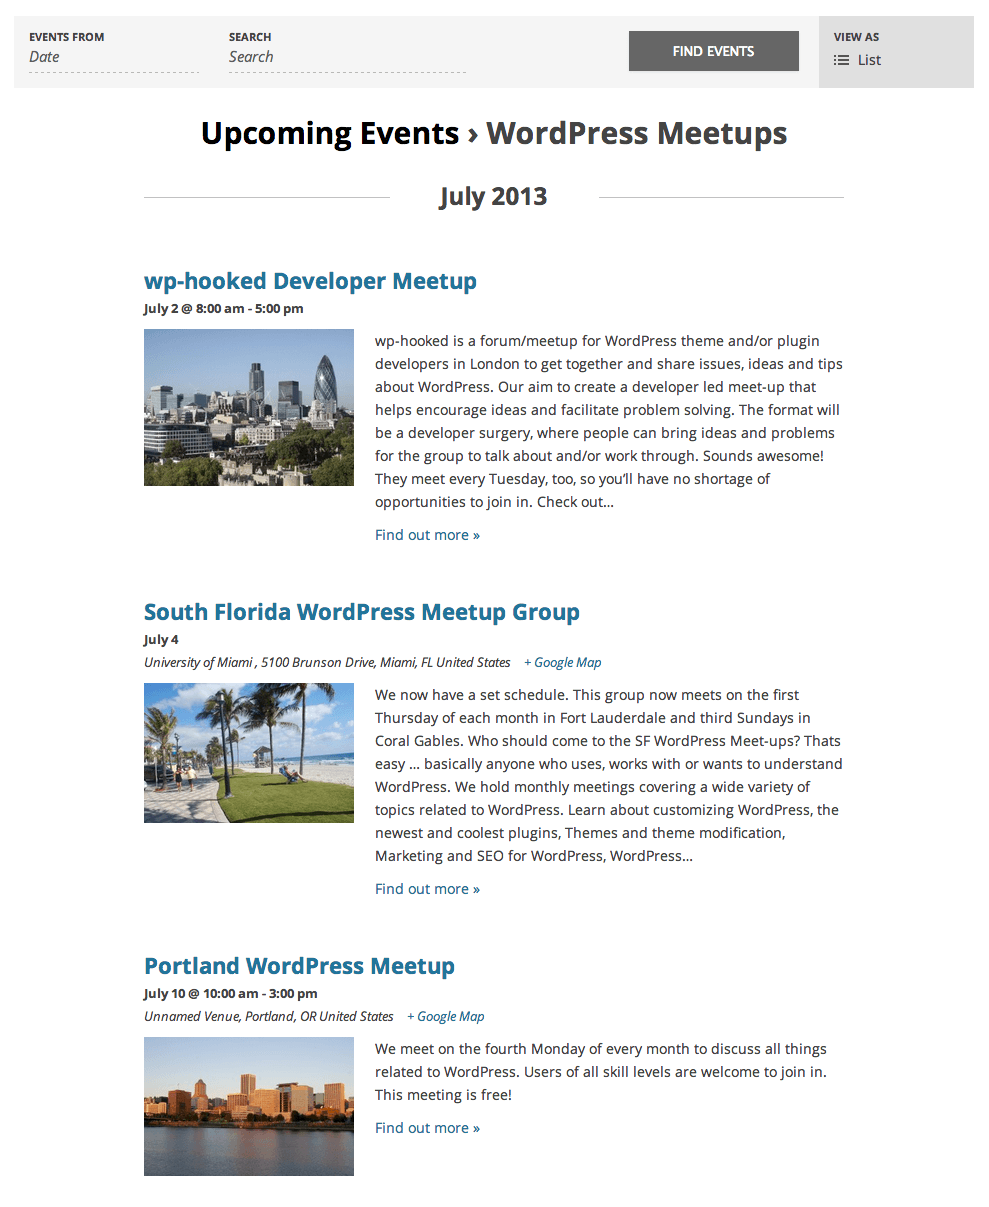 EVENTS FROM
Date
SEARCH
Search
FIND EVENTS
VIEW AS
List
Upcoming Events › WordPress Meetups
July 2013
wp-hooked Developer Meetup
July 2 @ 8:00 am - 5:00 pm
wp-hooked is a forum/meetup for WordPress theme and/or plugin
developers in London to get together and share issues, ideas and tips
about WordPress. Our aim to create a developer led meet-up that
helps encourage ideas and facilitate problem solving. The format will
be a developer surgery, where people can bring ideas and problems
for the group to talk about and/or work through. Sounds awesome!
They meet every Tuesday, too, so you’ll have no shortage of
opportunities to join in. Check out...
Find out more »
South Florida WordPress Meetup Group
July 4
University of Miami , 5100 Brunson Drive, Miami, FL United States + Google Map
We now have a set schedule. This group now meets on the first
Thursday of each month in Fort Lauderdale and third Sundays in
Coral Gables. Who should come to the SF WordPress Meet-ups? Thats
easy ... basically anyone who uses, works with or wants to understand
WordPress. We hold monthly meetings covering a wide variety of
topics related to WordPress. Learn about customizing WordPress, the
newest and coolest plugins, Themes and theme modification,
Marketing and SEO for WordPress, WordPress...
Find out more »
Portland WordPress Meetup
July 10 @ 10:00 am - 3:00 pm
Unnamed Venue, Portland, OR United States + Google Map
We meet on the fourth Monday of every month to discuss all things
related to WordPress. Users of all skill levels are welcome to join in.
This meeting is free!
Find out more »